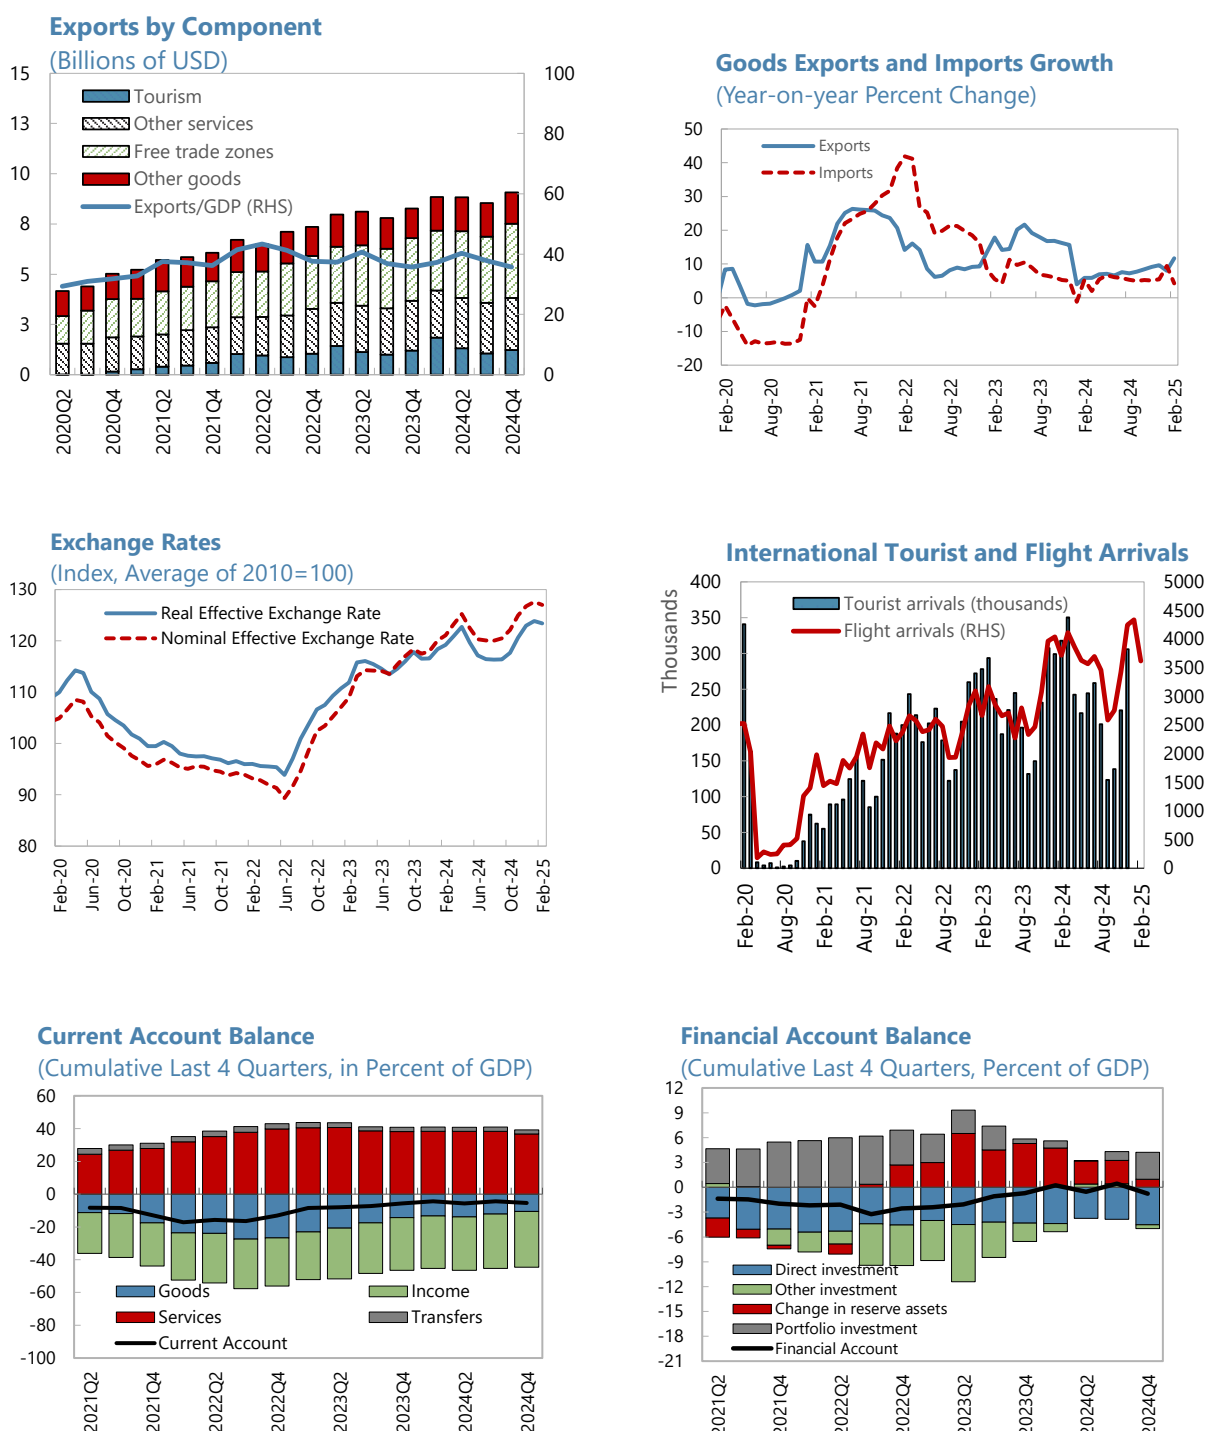 Exports by Component
(Billions of USD)
15
13
10
8
5
3
0
100
80
60
40
20
0
Tourism
Other services
Free trade zones
Other goods
Exports/GDP (RHS)
2020Q2
2020Q4
2021Q2
2021Q4
2022Q2
2022Q4
2023Q2
2023Q4
2024Q2
2024Q4
Goods Exports and Imports Growth
(Year-on-year Percent Change)
50
40
30
20
10
0
-10
-20
Exports
Imports
Feb-20
Aug-20
Feb-21
Aug-21
Feb-22
Aug-22
Feb-23
Aug-23
Feb-24
Aug-24
Feb-25
Exchange Rates
(Index, Average of 2010=100)
130
120
110
100
90
80
Real Effective Exchange Rate
Nominal Effective Exchange Rate
Feb-20
Jun-20
Oct-20
Feb-21
Jun-21
Oct-21
Feb-22
Jun-22
Oct-22
Feb-23
Jun-23
Oct-23
Feb-24
Jun-24
Oct-24
Feb-25
International Tourist and Flight Arrivals
Thousands
400
350
300
250
200
150
100
50
0
5000
4500
4000
3500
3000
2500
2000
1500
1000
500
0
Tourist arrivals (thousands)
Flight arrivals (RHS)
Feb-20
Aug-20
Feb-21
Aug-21
Feb-22
Aug-22
Feb-23
Aug-23
Feb-24
Aug-24
Feb-25
Current Account Balance
(Cumulative Last 4 Quarters, in Percent of GDP)
60
40
20
0
-20
-40
-60
-80
-100
Goods
Income
Services
Transfers
Current Account
2021Q2
2021Q4
2022Q2
2022Q4
2023Q2
2023Q4
2024Q2
2024Q4
Financial Account Balance
(Cumulative Last 4 Quarters, Percent of GDP)
12
9
6
3
0
-3
-6
-9
-12
-15
-18
-21
Direct investment
Other investment
Change in reserve assets
Portfolio investment
Financial Account
2021Q2
2021Q4
2022Q2
2022Q4
2023Q2
2023Q4
2024Q2
2024Q4